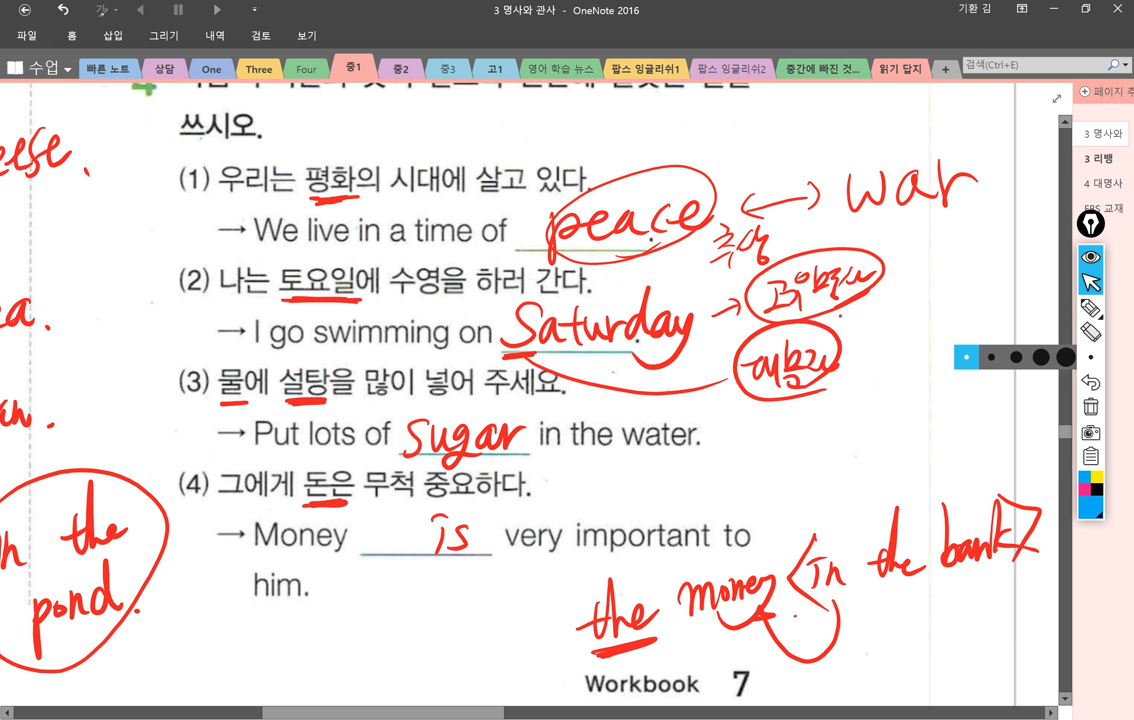 3 명사와 관사 - OneNote 2016
기환 김
파일 홈 삽입 그리기 내역 검토 보기
수업 빠른 노트 상담 One Three Four 중1 중2 중3 고1 영어 학습 뉴스 팝스 잉글리쉬1 팝스 잉글리쉬2 중간에 빠진 것... 읽기 답지 + 검색(Ctrl+E)
페이지 추
3 명사와
3 리뱅
4 대명사
EBS 교재
쓰시오.
(1) 우리는 평화의 시대에 살고 있다.
→ We live in a time of peace. war
추상
(2) 나는 토요일에 수영을 하러 간다.
→ I go swimming on Saturday. → 고유명사
대문자
(3) 물에 설탕을 많이 넣어 주세요.
→ Put lots of sugar in the water.
(4) 그에게 돈은 무척 중요하다.
→ Money is very important to
him.
the money in the bank
the
pond.
Workbook 7